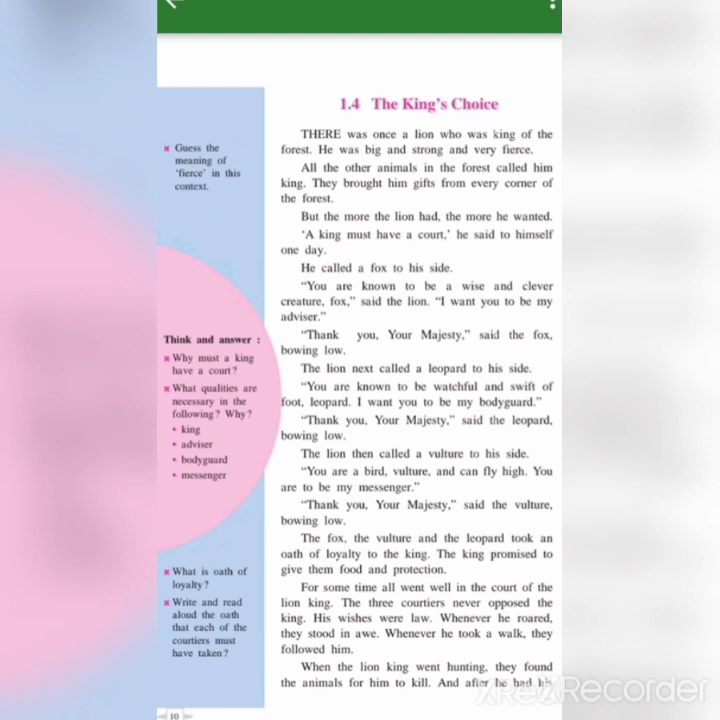 1.4 The King's Choice
THERE was once a lion who was king of the
forest. He was big and strong and very fierce.
All the other animals in the forest called him
king. They brought him gifts from every corner of
the forest.
But the more the lion had, the more he wanted.
'A king must have a court,' he said to himself
one day.
He called a fox to his side.
"You are known to be a wise and clever
creature, fox," said the lion. "I want you to be my
adviser."
"Thank you, Your Majesty," said the fox,
bowing low.
The lion next called a leopard to his side.
"You are known to be watchful and swift of
foot, leopard. I want you to be my bodyguard."
"Thank you, Your Majesty," said the leopard,
bowing low.
The lion then called a vulture to his side.
"You are a bird, vulture, and can fly high. You
are to be my messenger."
"Thank you, Your Majesty," said the vulture,
bowing low.
The fox, the vulture and the leopard took an
oath of loyalty to the king. The king promised to
give them food and protection.
For some time all went well in the court of the
lion king. The three courtiers never opposed the
king. His wishes were law. Whenever he roared,
they stood in awe. Whenever he took a walk, they
followed him.
When the lion king went hunting, they found
the animals for him to kill. And after he had his
Guess the
meaning of
'fierce' in this
context.
Think and answer :
Why must a king
have a court?
What qualities are
necessary in the
following? Why?
• king
• adviser
• bodyguard
• messenger
What is oath of
loyalty?
Write and read
aloud the oath
that each of the
courtiers must
have taken?
10
XRecorder